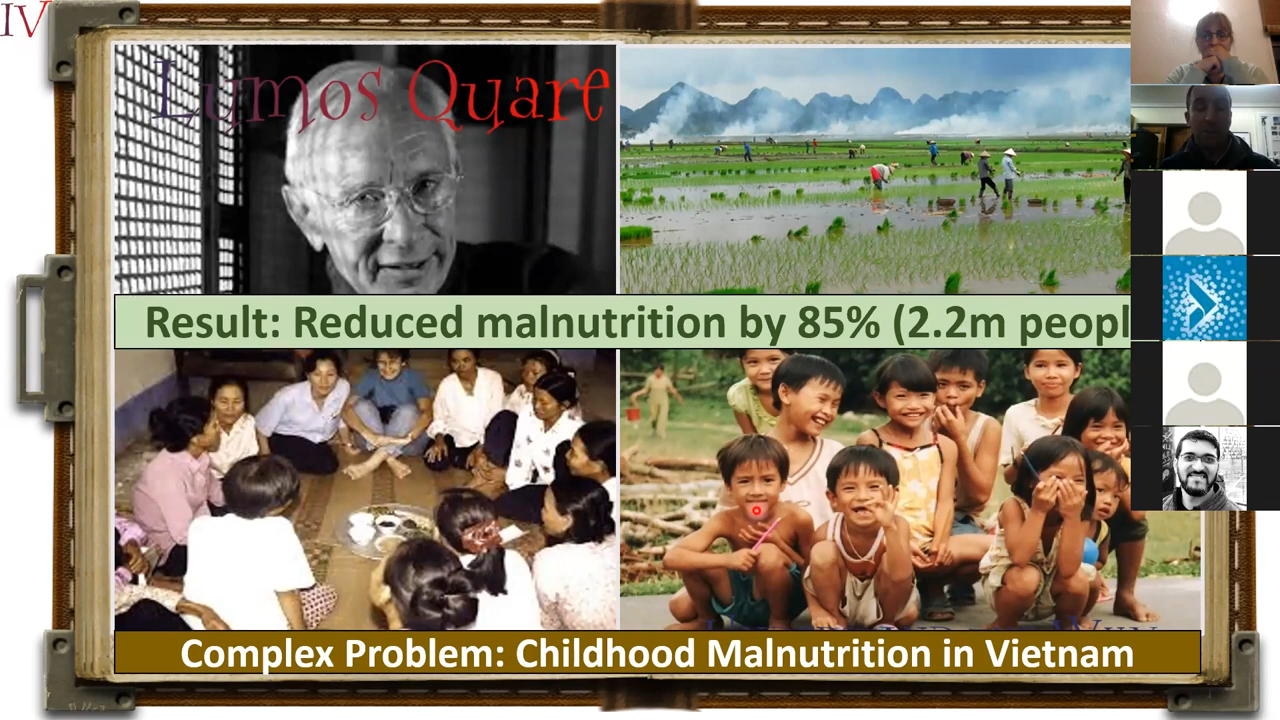 IV
Lumos Quare
Result: Reduced malnutrition by 85% (2.2m peopl
Complex Problem: Childhood Malnutrition in Vietnam